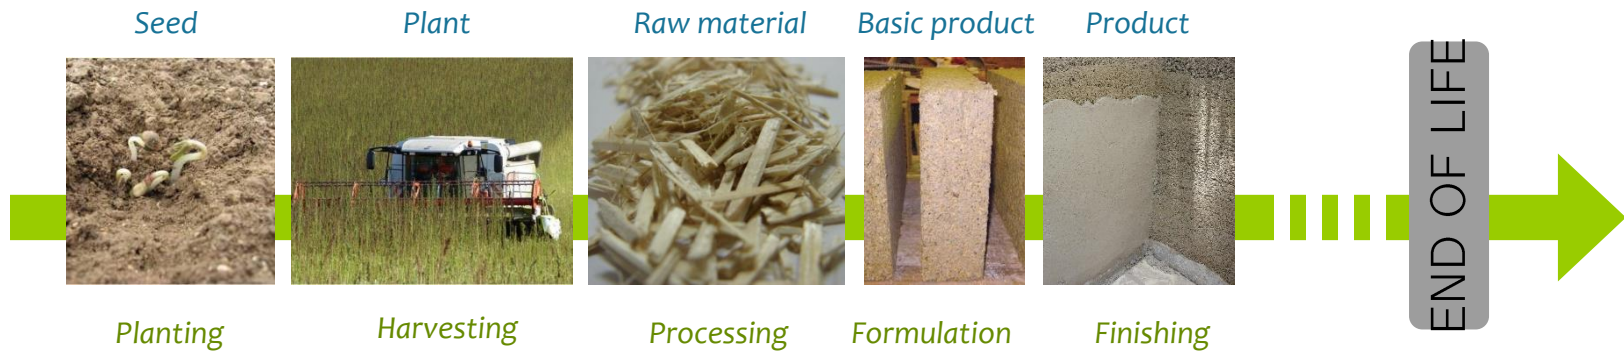 Seed
Plant
Raw material
Basic product
Product
Planting
Harvesting
Processing
Formulation
Finishing
END OF LIFE